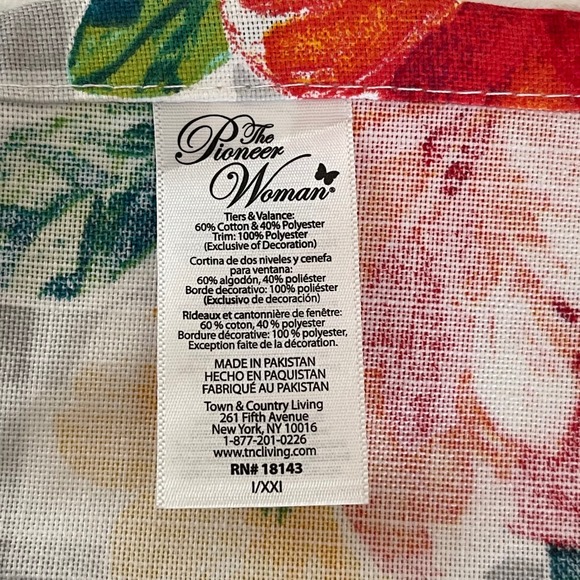 The
Pioneer
Woman®
Tiers & Valance:
60% Cotton & 40% Polyester
Trim: 100% Polyester
(Exclusive of Decoration)
Cortina de dos niveles y cenefa
para ventana:
60% algodón, 40% poliéster
Borde decorativo: 100% poliéster
(Exclusivo de decoración)
Rideaux et cantonnière de fenêtre:
60 % coton, 40 % polyester
Bordure décorative: 100 % polyester,
Exception faite de la décoration.
MADE IN PAKISTAN
HECHO EN PAQUISTAN
FABRIQUÉ AU PAKISTAN
Town & Country Living
261 Fifth Avenue
New York, NY 10016
1-877-201-0226
www.tncliving.com
RN# 18143
I/XXI